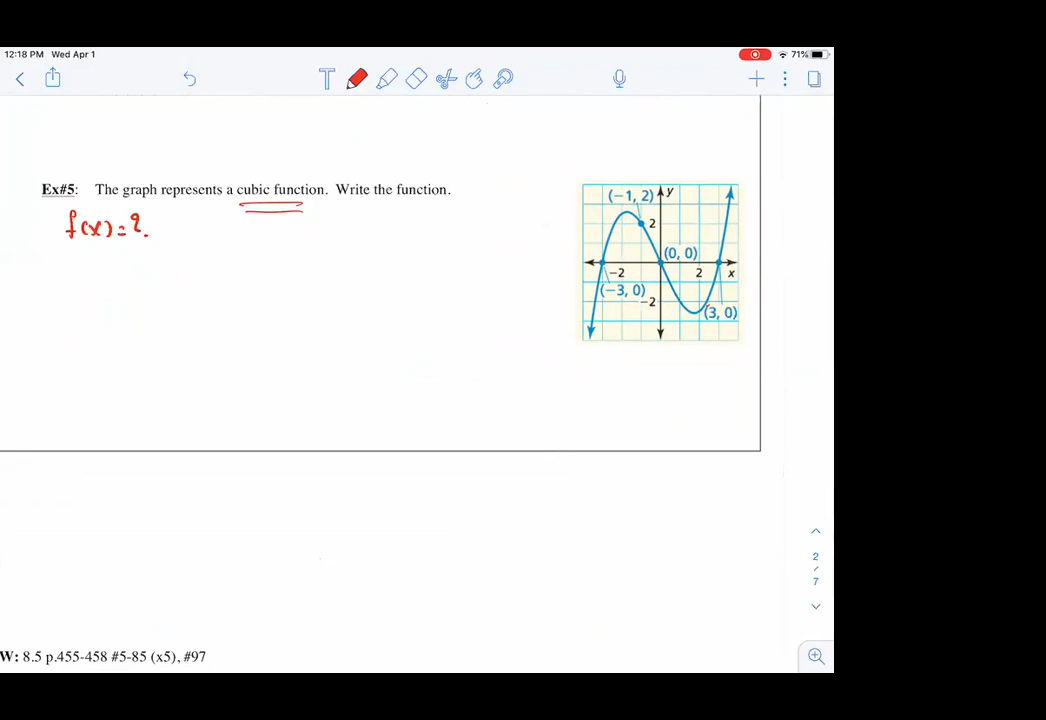 12:18 PM Wed Apr 1
71%
T
Ex#5: The graph represents a cubic function. Write the function.
f(x) = ?.
(−1, 2)
y
2
(0, 0)
−2
2
x
(−3, 0)
−2
(3, 0)
2
/
7
W: 8.5 p.455-458 #5-85 (x5), #97